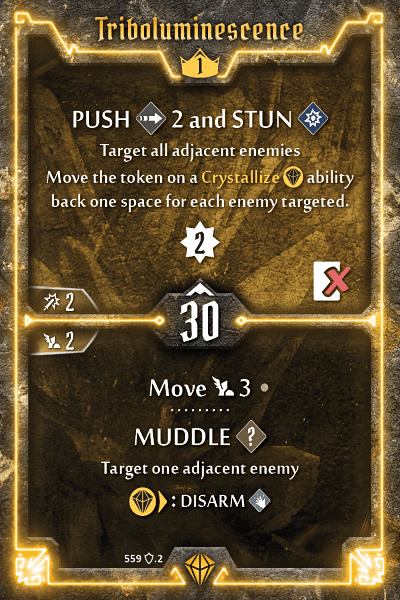 Triboluminescence
1
PUSH 2 and STUN
Target all adjacent enemies
Move the token on a Crystallize ability
back one space for each enemy targeted.
2
2
30
2
Move 3
MUDDLE ?
Target one adjacent enemy
: DISARM
559 .2